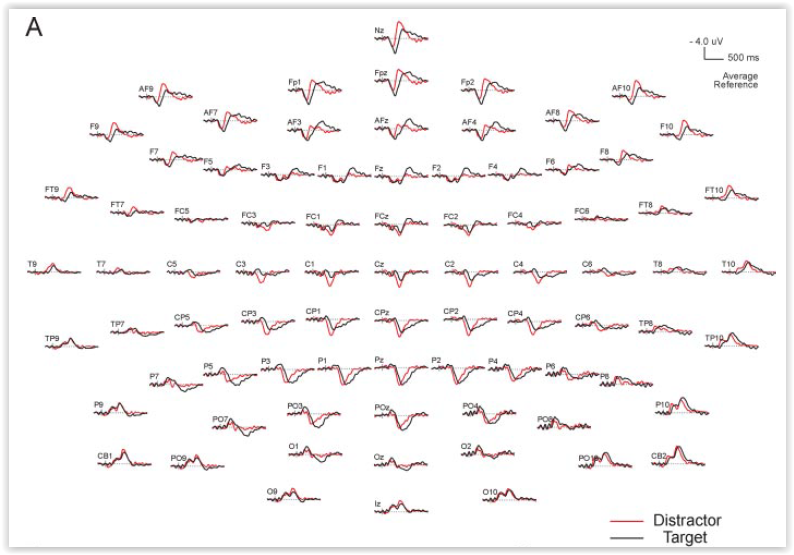 A
Nz
- 4.0 uV
500 ms
Average
Reference
Fp1 Fpz Fp2
AF9 AF10
AF7 AF8
AF3 AFz AF4
F9 F10
F7 F8
F5 F3 F1 Fz F2 F4 F6
FT9 FT10
FT7 FT8
FC5 FC3 FC1 FCz FC2 FC4 FC6
T9 T7 C5 C3 C1 Cz C2 C4 C6 T8 T10
TP9 TP7 CP5 CP3 CP1 CPz CP2 CP4 CP6 TP8 TP10
P7 P5 P3 P1 Pz P2 P4 P6 P8
P9 P10
PO7 PO3 POz PO4 PO8
CB1 PO9 O1 Oz O2 PO10 CB2
O9 Iz O10
Distractor
Target